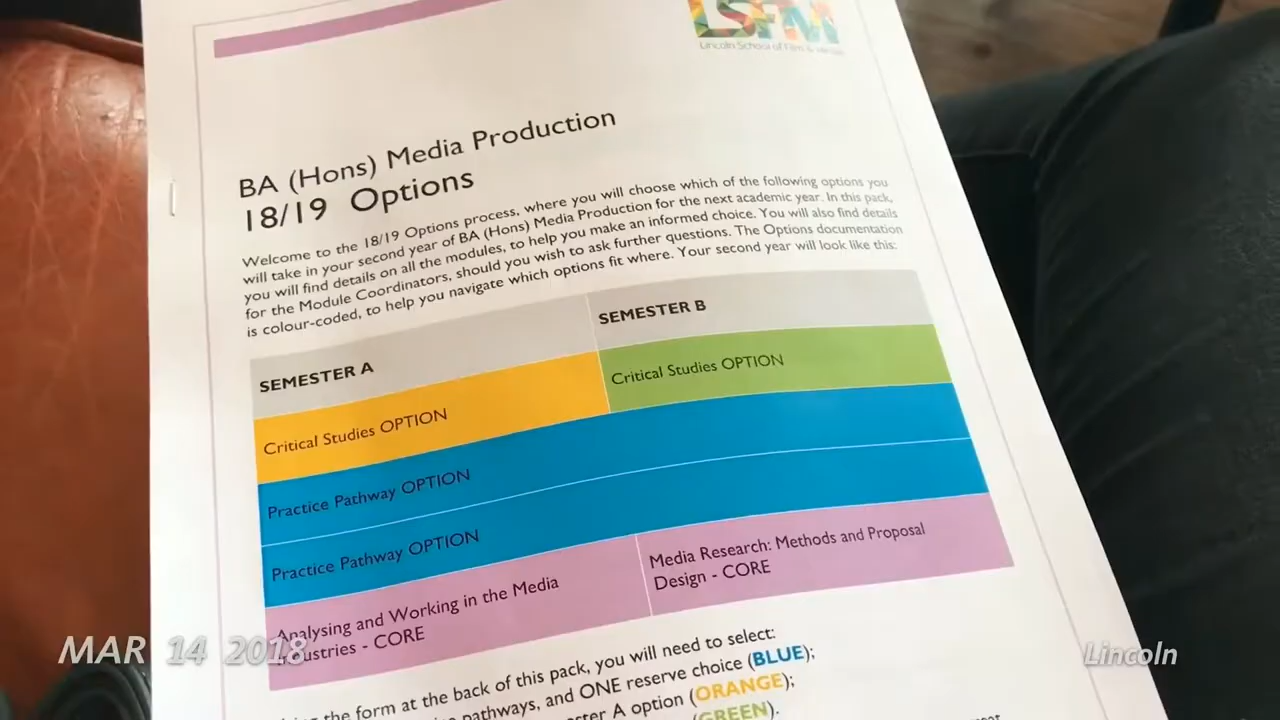 LSFM
Lincoln School of Film & Media
BA (Hons) Media Production
18/19 Options
Welcome to the 18/19 Options process, where you will choose which of the following options you
will take in your second year of BA (Hons) Media Production for the next academic year. In this pack,
you will find details on all the modules, to help you make an informed choice. You will also find details
for the Module Coordinators, should you wish to ask further questions. The Options documentation
is colour-coded, to help you navigate which options fit where. Your second year will look like this:
SEMESTER A
SEMESTER B
Critical Studies OPTION
Critical Studies OPTION
Practice Pathway OPTION
Practice Pathway OPTION
Analysing and Working in the Media
Industries - CORE
Media Research: Methods and Proposal
Design - CORE
the form at the back of this pack, you will need to select:
pathways, and ONE reserve choice (BLUE);
A option (ORANGE);
(GREEN).
MAR 14 2018
Lincoln